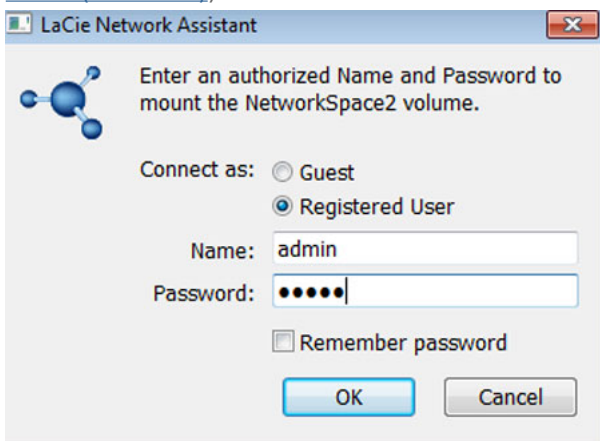 LaCie Network Assistant
Enter an authorized Name and Password to
mount the NetworkSpace2 volume.
Connect as: Guest
Registered User
Name: admin
Password: •••••
Remember password
OK Cancel